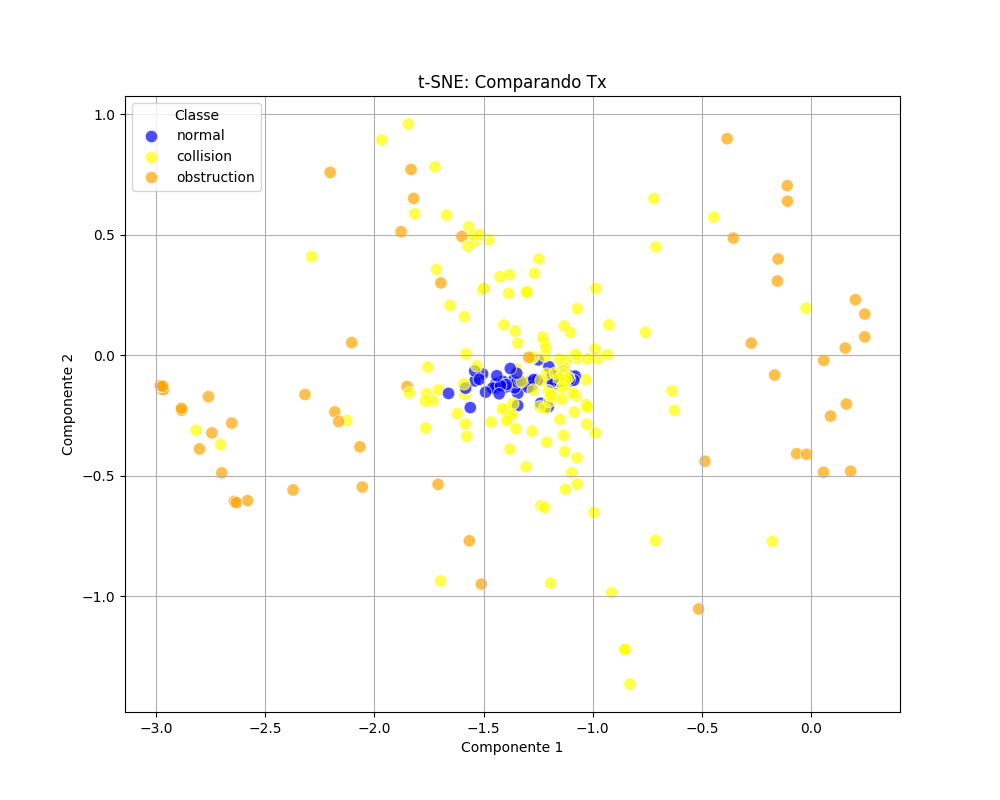 t-SNE: Comparando Tx
Classe
normal
collision
obstruction
1.0
0.5
0.0
−0.5
−1.0
Componente 2
−3.0 −2.5 −2.0 −1.5 −1.0 −0.5 0.0
Componente 1